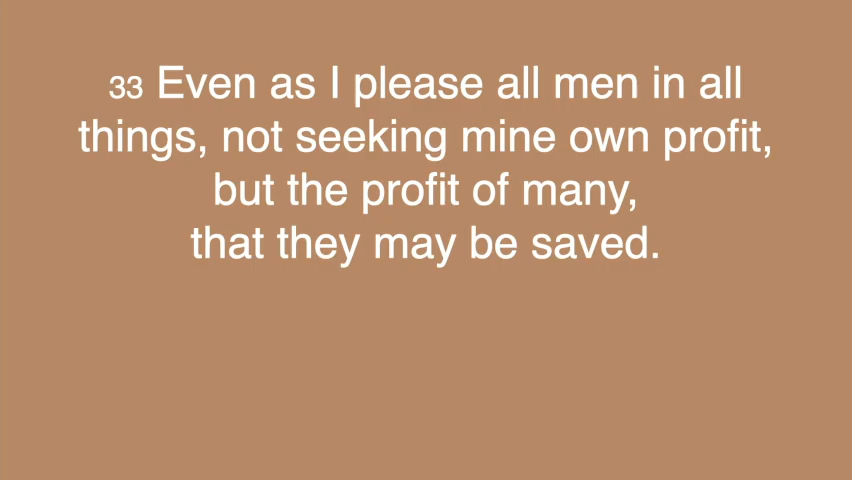 33 Even as I please all men in all
things, not seeking mine own profit,
but the profit of many,
that they may be saved.